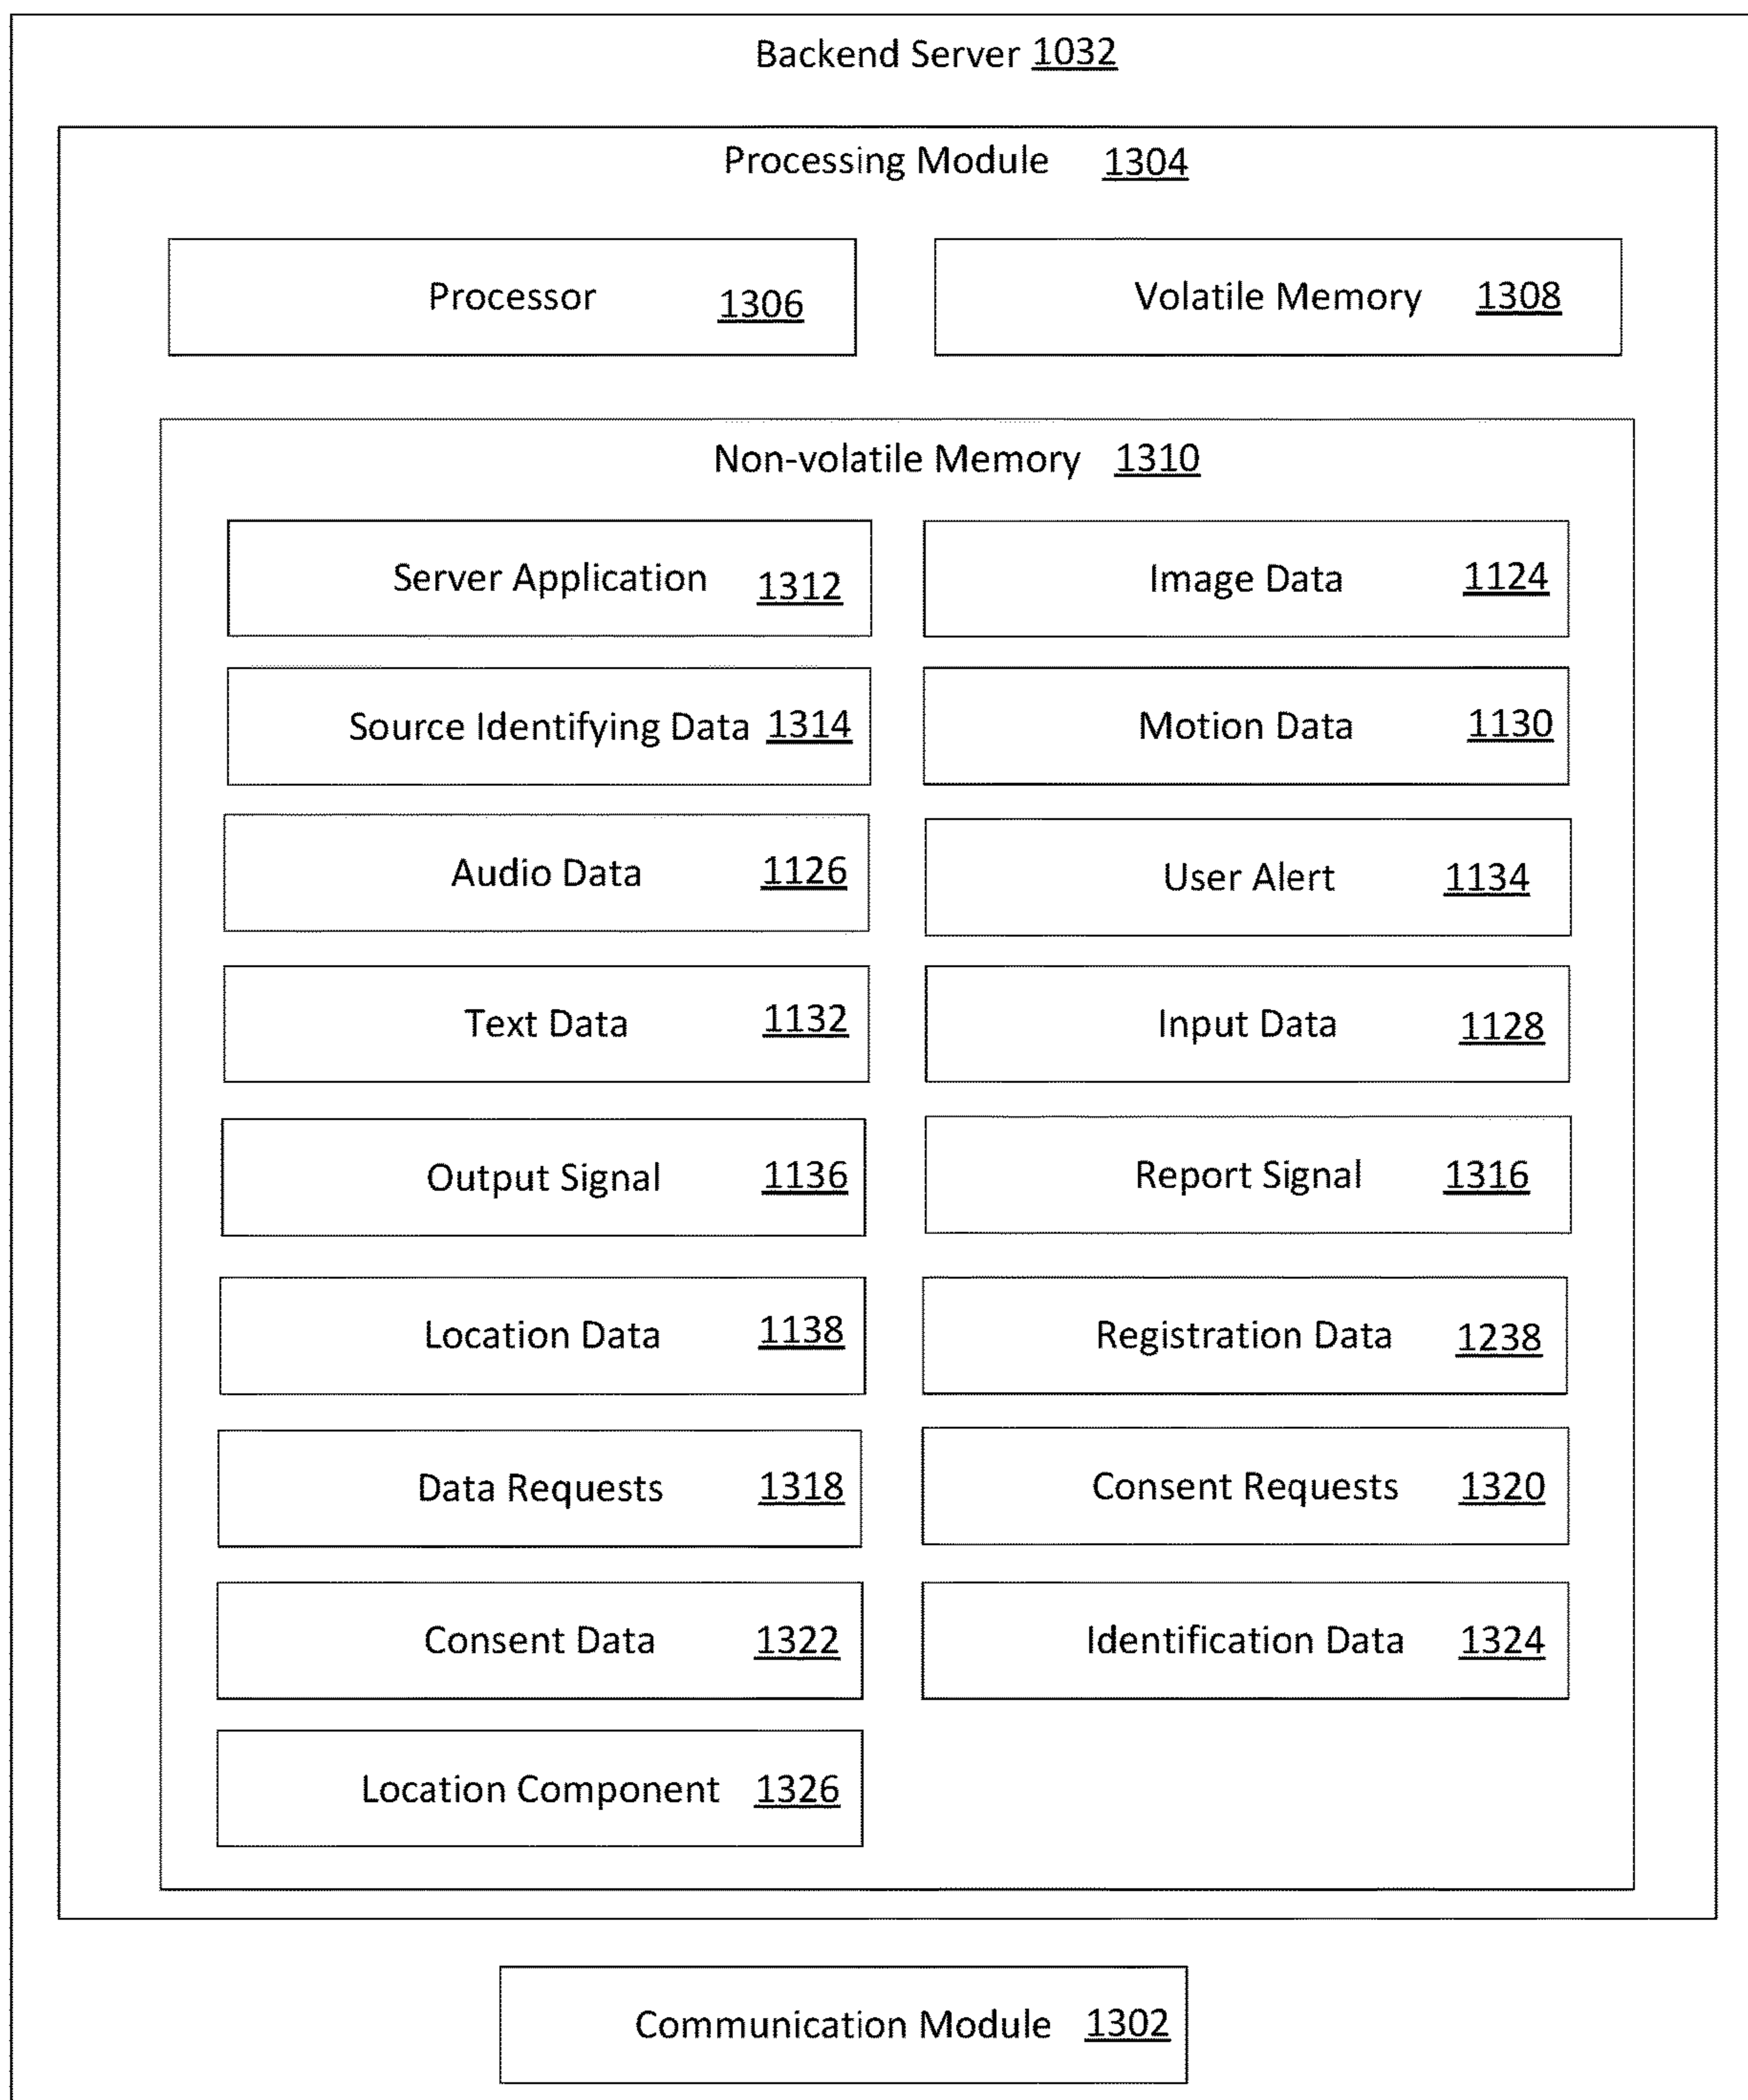 Backend Server 1032
Processing Module 1304
Processor 1306
Volatile Memory 1308
Non-volatile Memory 1310
Server Application 1312
Image Data 1124
Source Identifying Data 1314
Motion Data 1130
Audio Data 1126
User Alert 1134
Text Data 1132
Input Data 1128
Output Signal 1136
Report Signal 1316
Location Data 1138
Registration Data 1238
Data Requests 1318
Consent Requests 1320
Consent Data 1322
Identification Data 1324
Location Component 1326
Communication Module 1302